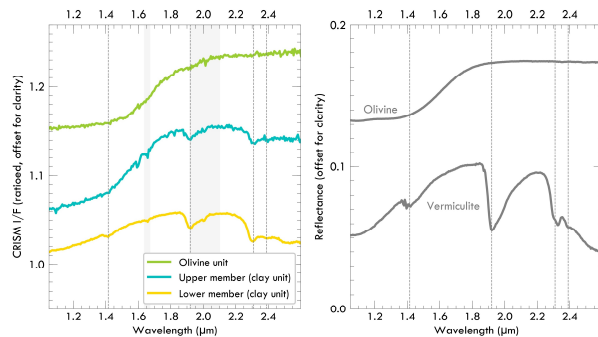 1.2 1.4 1.6 1.8 2.0 2.2 2.4
1.2
1.1
1.0
CRISM I/F (ratioed, offset for clarity)
Olivine unit
Upper member (clay unit)
Lower member (clay unit)
1.2 1.4 1.6 1.8 2.0 2.2 2.4
Wavelength (µm)
1.2 1.4 1.6 1.8 2.0 2.2 2.4
0.2
0.1
0.0
Reflectance (offset for clarity)
Olivine
Vermiculite
1.2 1.4 1.6 1.8 2.0 2.2 2.4
Wavelength (µm)